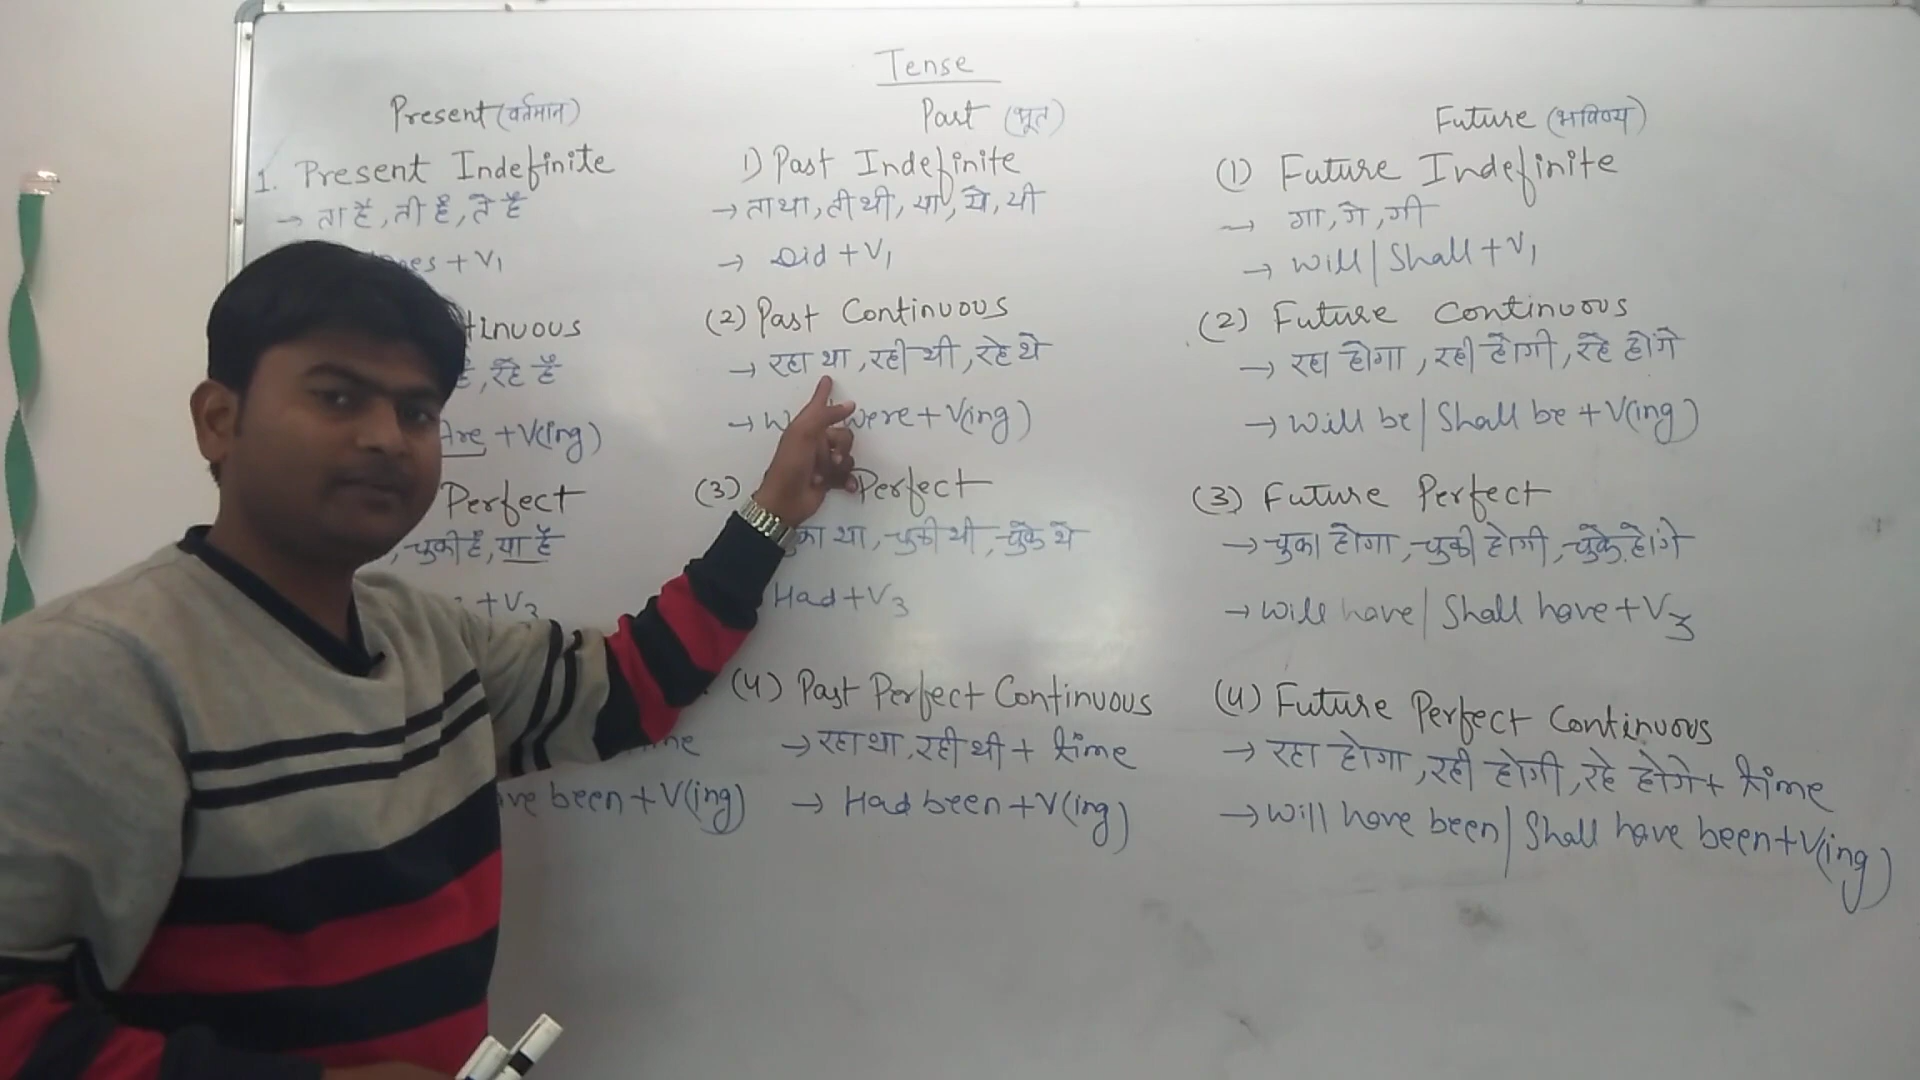 Tense
Present (वर्तमान)
1. Present Indefinite
→ ता है, ती है, ते है
+ V1
रहे है
Are + V(ing)
Perfect
चुकी है, या है
+ V3
been + V(ing)
Past (भूत)
1) Past Indefinite
→ ता था, ती थी, या, ये, यी
→ Did + V1
(2) Past Continuous
→ रहा था, रही थी, रहे थे
→ were + V(ing)
(3) Perfect
था, चुकी थी, चुके थे
Had + V3
(4) Past Perfect Continuous
→ रहा था, रही थी + time
→ Had been + V(ing)
Future (भविष्य)
(1) Future Indefinite
→ गा, गे, गी
→ Will | Shall + V1
(2) Future Continuous
→ रहा होगा, रही होगी, रहे होंगे
→ Will be | Shall be + V(ing)
(3) Future Perfect
→ चुका होगा, चुकी होगी, चुके होंगे
→ Will have | Shall have + V3
(4) Future Perfect Continuous
→ रहा होगा, रही होगी, रहे होंगे + time
→ Will have been | Shall have been + V(ing)